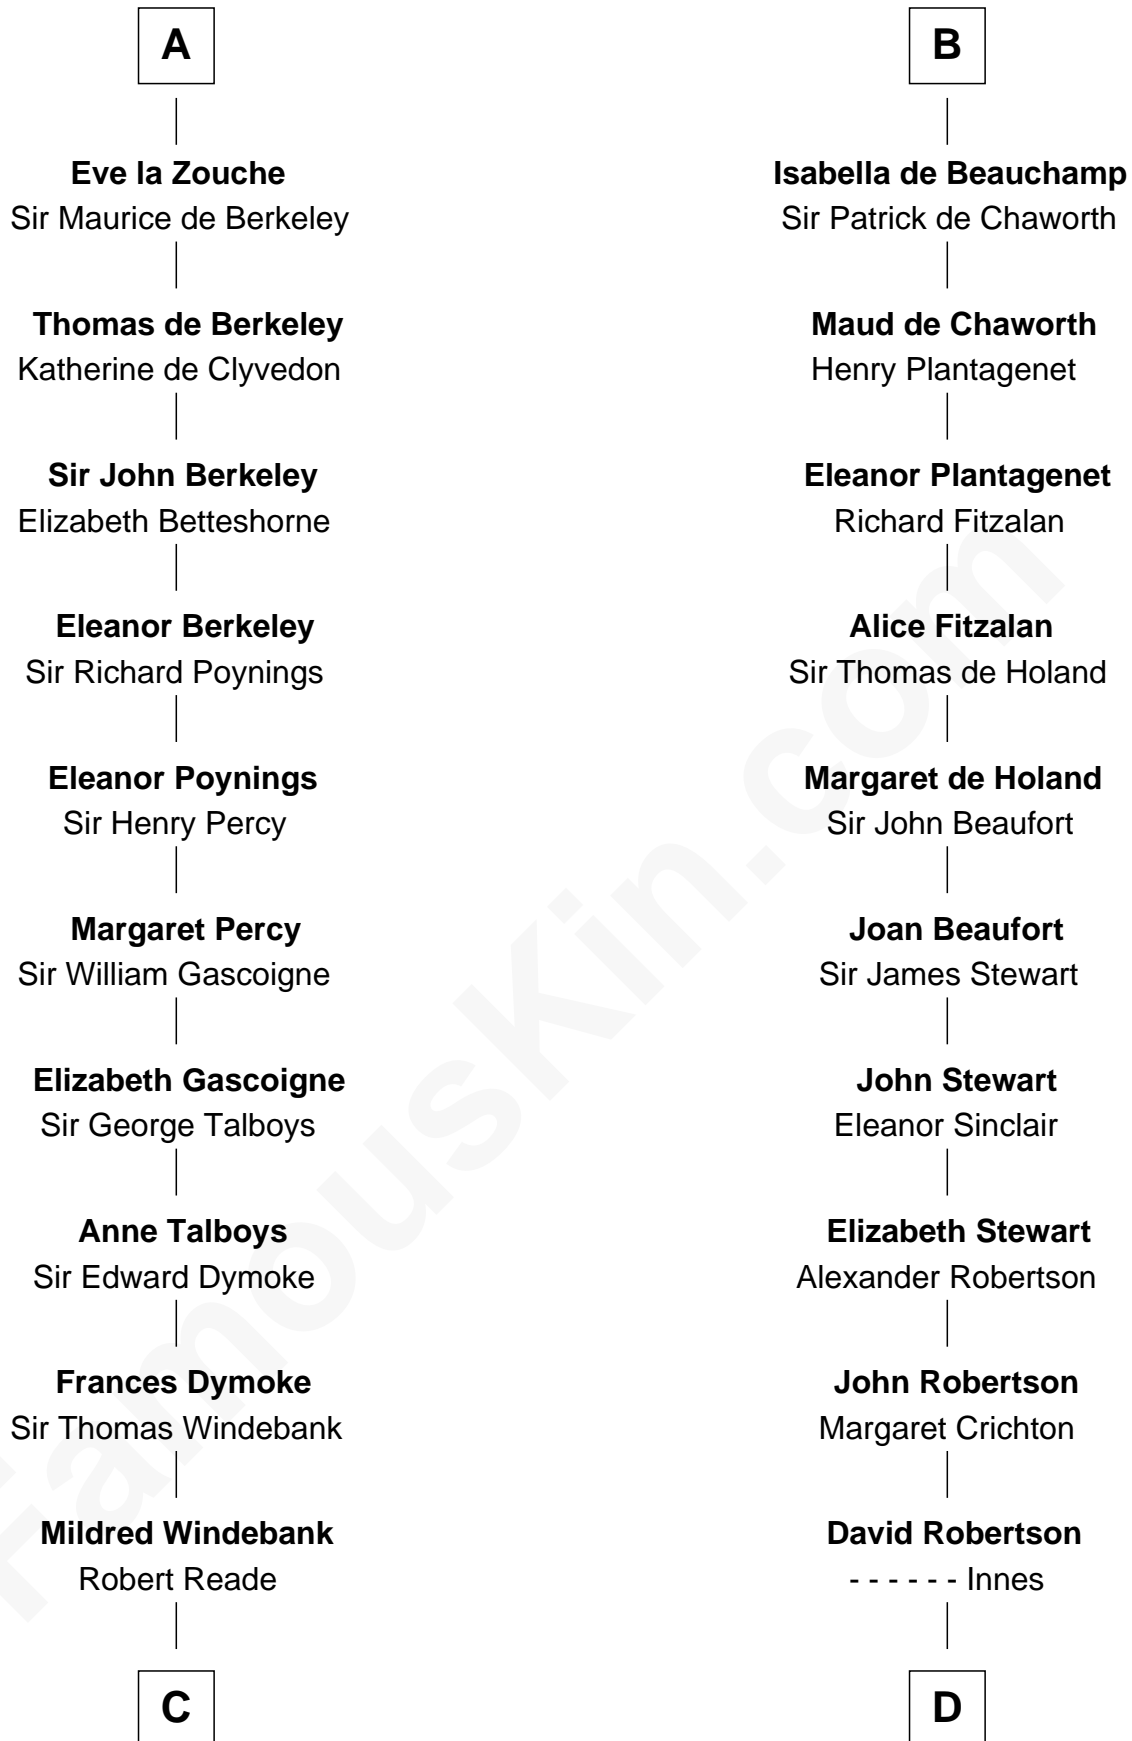 A
Eve la Zouche
Sir Maurice de Berkeley
Thomas de Berkeley
Katherine de Clyvedon
Sir John Berkeley
Elizabeth Betteshorne
Eleanor Berkeley
Sir Richard Poynings
Eleanor Poynings
Sir Henry Percy
Margaret Percy
Sir William Gascoigne
Elizabeth Gascoigne
Sir George Talboys
Anne Talboys
Sir Edward Dymoke
Frances Dymoke
Sir Thomas Windebank
Mildred Windebank
Robert Reade
C
B
Isabella de Beauchamp
Sir Patrick de Chaworth
Maud de Chaworth
Henry Plantagenet
Eleanor Plantagenet
Richard Fitzalan
Alice Fitzalan
Sir Thomas de Holand
Margaret de Holand
Sir John Beaufort
Joan Beaufort
Sir James Stewart
John Stewart
Eleanor Sinclair
Elizabeth Stewart
Alexander Robertson
John Robertson
Margaret Crichton
David Robertson
- - - - - - Innes
D
FamousKin.com